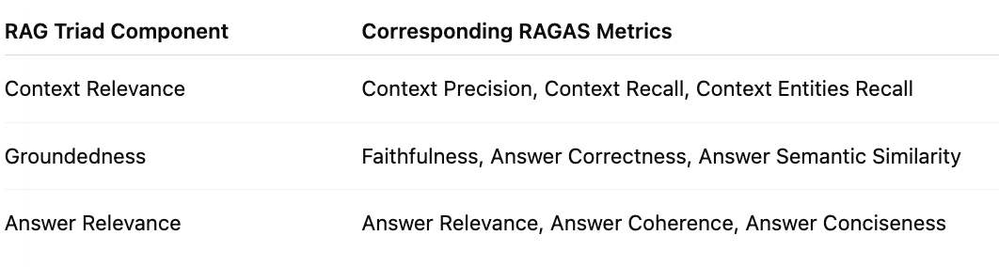 RAG Triad Component Corresponding RAGAS Metrics
Context Relevance Context Precision, Context Recall, Context Entities Recall
Groundedness Faithfulness, Answer Correctness, Answer Semantic Similarity
Answer Relevance Answer Relevance, Answer Coherence, Answer Conciseness